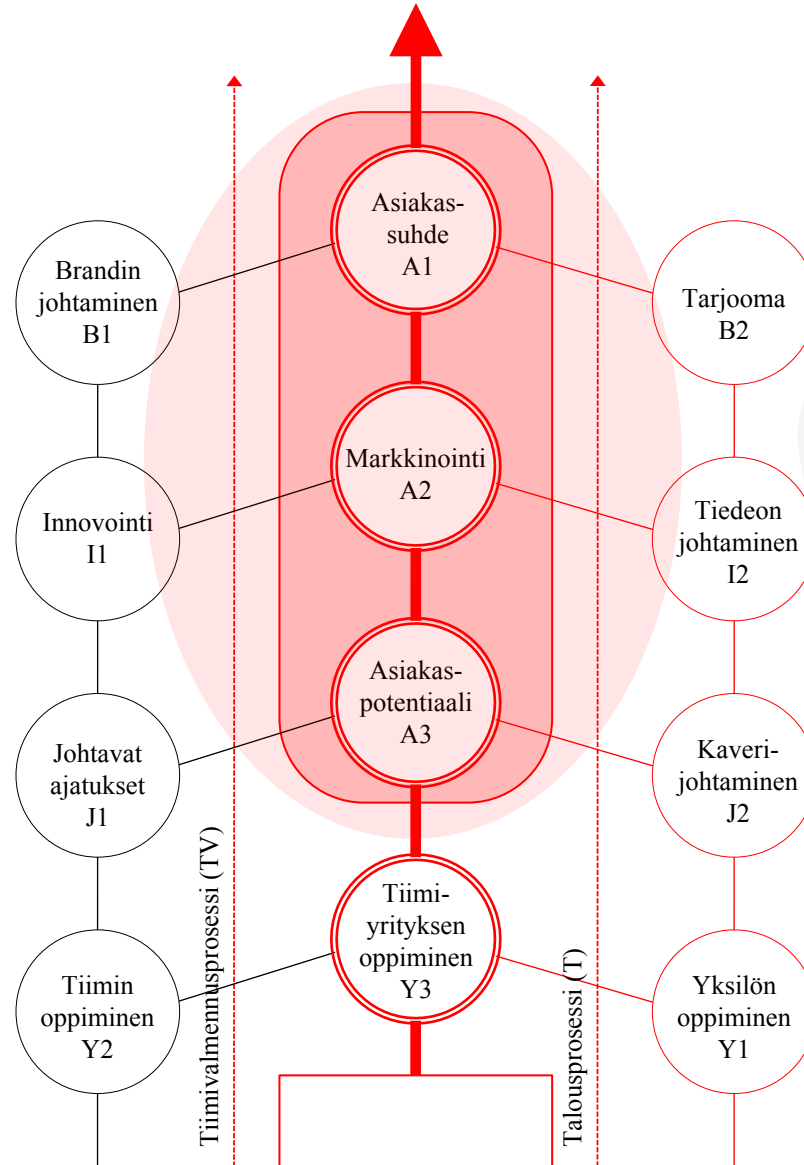 Asiakas-
suhde
A1
Brandin
johtaminen
B1
Tarjooma
B2
Markkinointi
A2
Innovointi
I1
Tiedeon
johtaminen
I2
Asiakas-
potentiaali
A3
Johtavat
ajatukset
J1
Kaveri-
johtaminen
J2
Tiimivalmennusprosessi (TV)
Talousprosessi (T)
Tiimi-
yrityksen
oppiminen
Y3
Tiimin
oppiminen
Y2
Yksilön
oppiminen
Y1